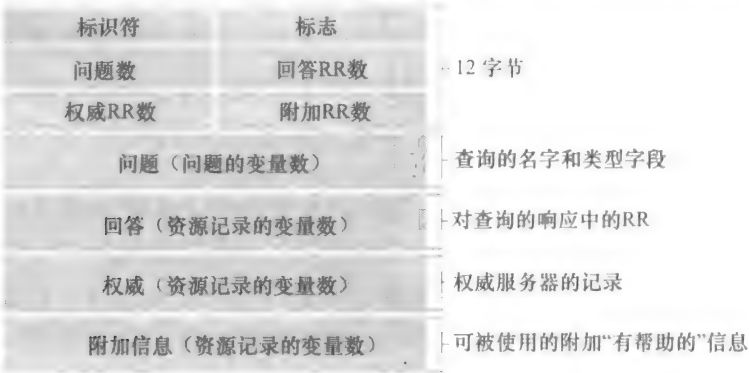 标识符 标志
问题数 回答RR数 12 字节
权威RR数 附加RR数
问题（问题的变量数） 查询的名字和类型字段
回答（资源记录的变量数） 对查询的响应中的RR
权威（资源记录的变量数） 权威服务器的记录
附加信息（资源记录的变量数） 可被使用的附加“有帮助的”信息